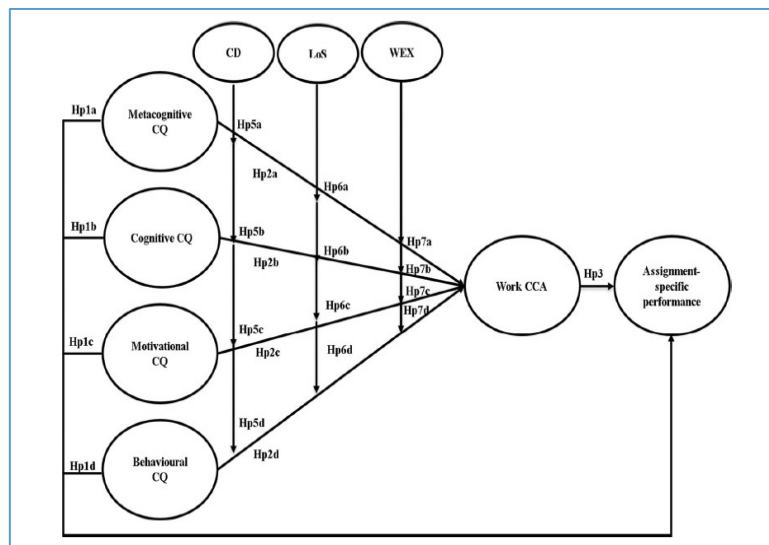 CD
LoS
WEX
Hp1a
Metacognitive
CQ
Hp5a
Hp2a
Hp6a
Hp1b
Cognitive CQ
Hp5b
Hp2b
Hp6b
Hp7a
Hp7b
Hp7c
Hp7d
Work CCA
Hp3
Assignment-
specific
performance
Hp1c
Motivational
CQ
Hp5c
Hp2c
Hp6c
Hp6d
Hp1d
Behavioural
CQ
Hp5d
Hp2d